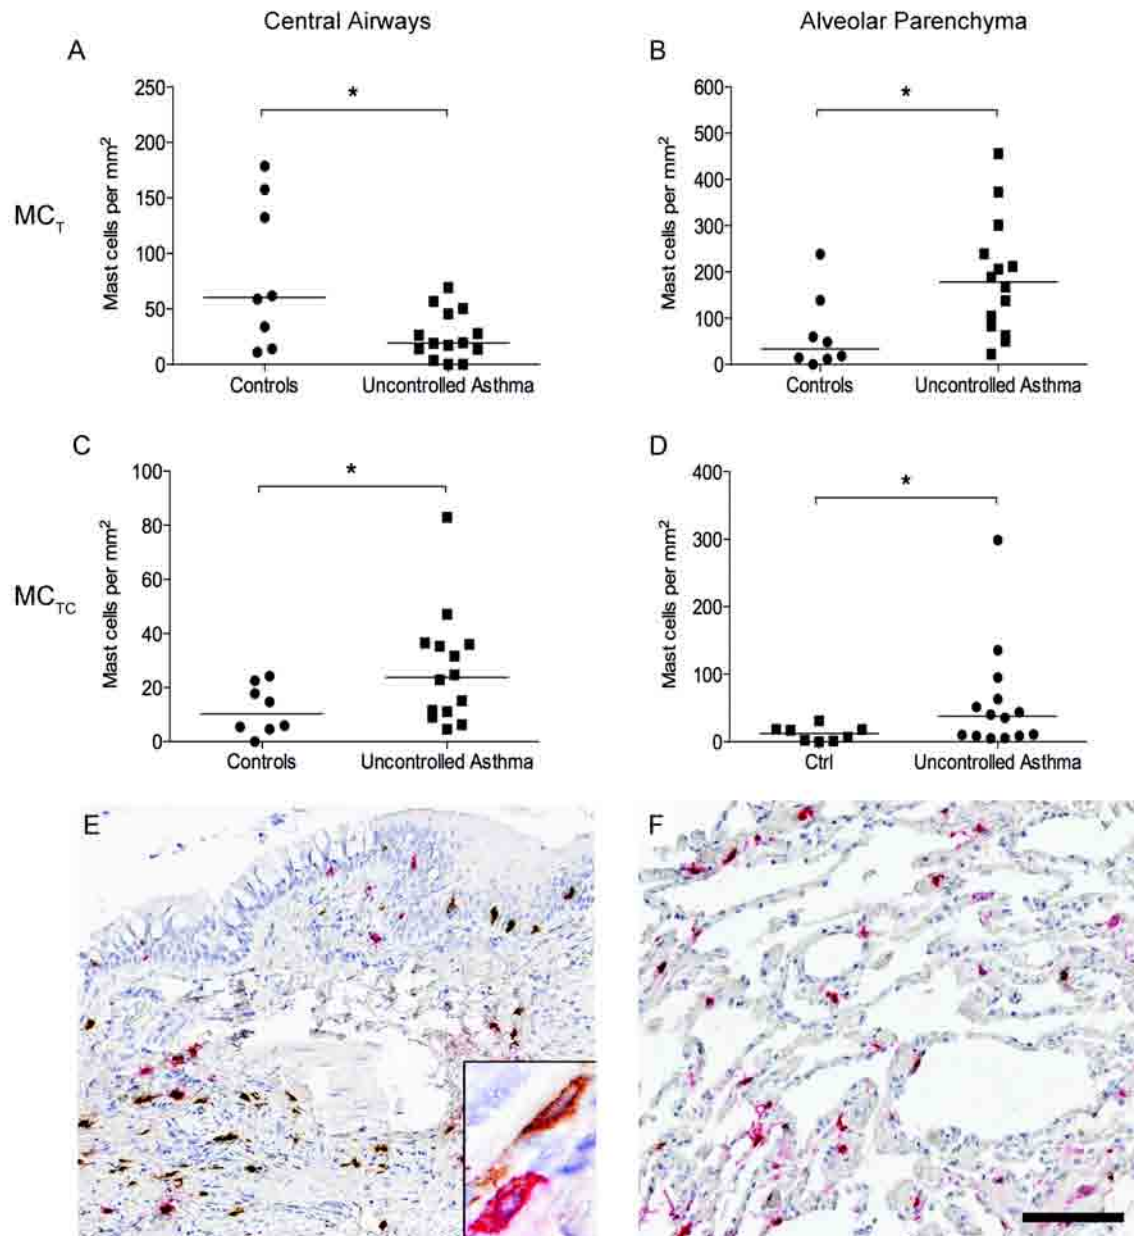 Central Airways
Alveolar Parenchyma
A
B
MC_T
Mast cells per mm²
250
200
150
100
50
0
Controls
Uncontrolled Asthma
*
Mast cells per mm²
600
500
400
300
200
100
0
Controls
Uncontrolled Asthma
*
C
D
MC_TC
Mast cells per mm²
100
80
60
40
20
0
Controls
Uncontrolled Asthma
*
Mast cells per mm²
400
300
200
100
0
Ctrl
Uncontrolled Asthma
*
E
F